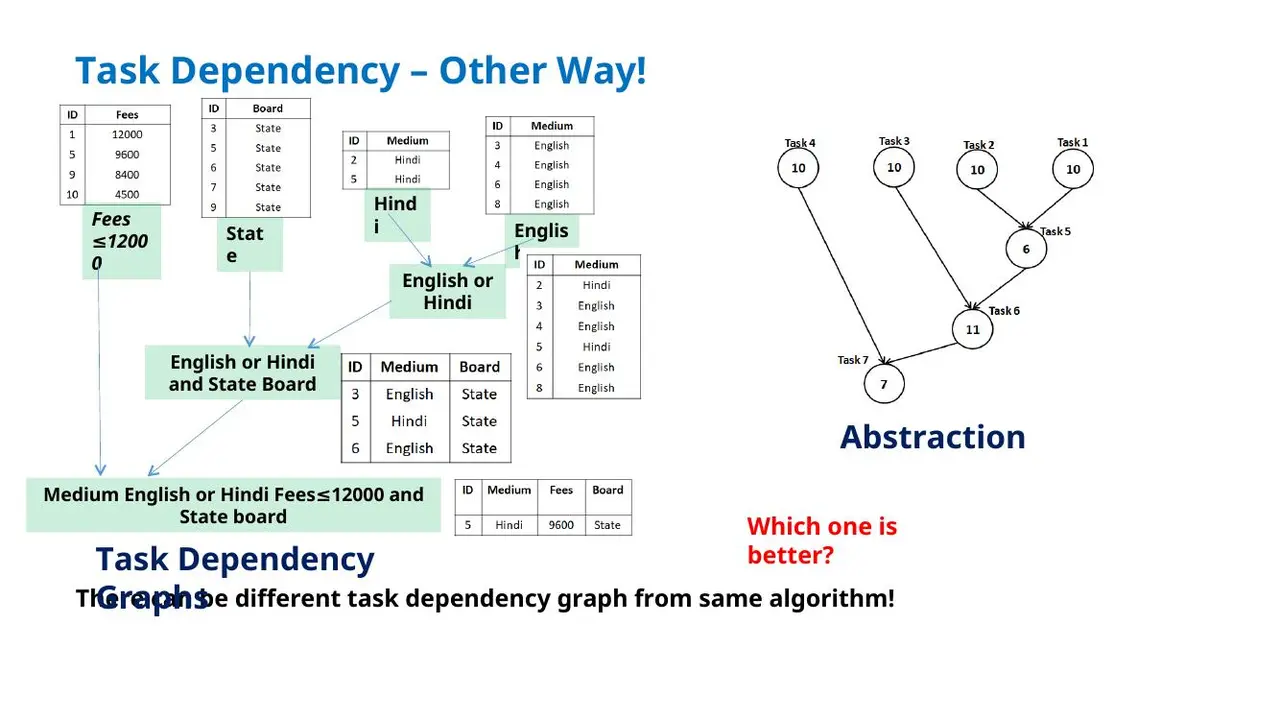 Task Dependency – Other Way!
ID Fees
1 12000
5 9600
9 8400
10 4500
ID Board
3 State
5 State
6 State
7 State
9 State
ID Medium
2 Hindi
5 Hindi
ID Medium
3 English
4 English
6 English
8 English
Fees
≤1200
0
Stat
e
Hind
i
Englis
h
English or
Hindi
ID Medium
2 Hindi
3 English
4 English
5 Hindi
6 English
8 English
English or Hindi
and State Board
ID Medium Board
3 English State
5 Hindi State
6 English State
Medium English or Hindi Fees≤12000 and
State board
ID Medium Fees Board
5 Hindi 9600 State
Task Dependency
Graphs
Task 4
10
Task 3
10
Task 2
10
Task 1
10
Task 5
6
Task 6
11
Task 7
7
Abstraction
Which one is
better?
There can be different task dependency graph from same algorithm!